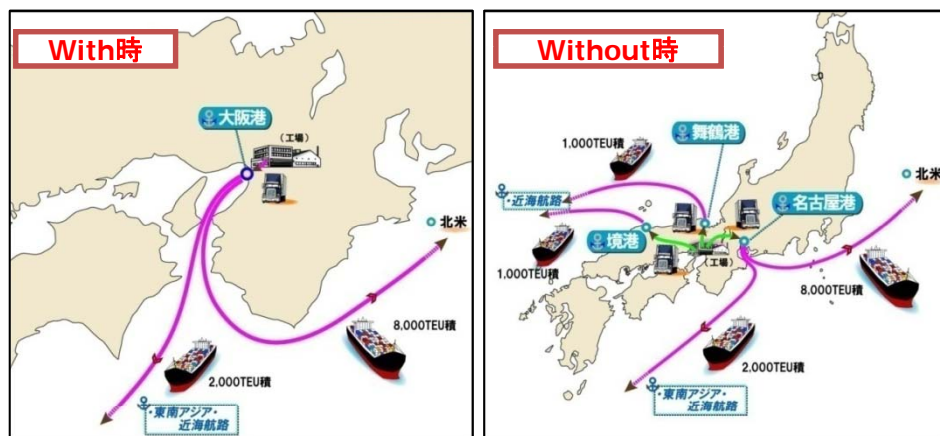 With時
大阪港
(工場)
北米
8,000TEU積
2,000TEU積
・東南アジア・
近海航路
Without時
1,000TEU積
舞鶴港
・近海航路
北米
名古屋港
境港
(工場)
1,000TEU積
8,000TEU積
2,000TEU積
・東南アジア・
近海航路